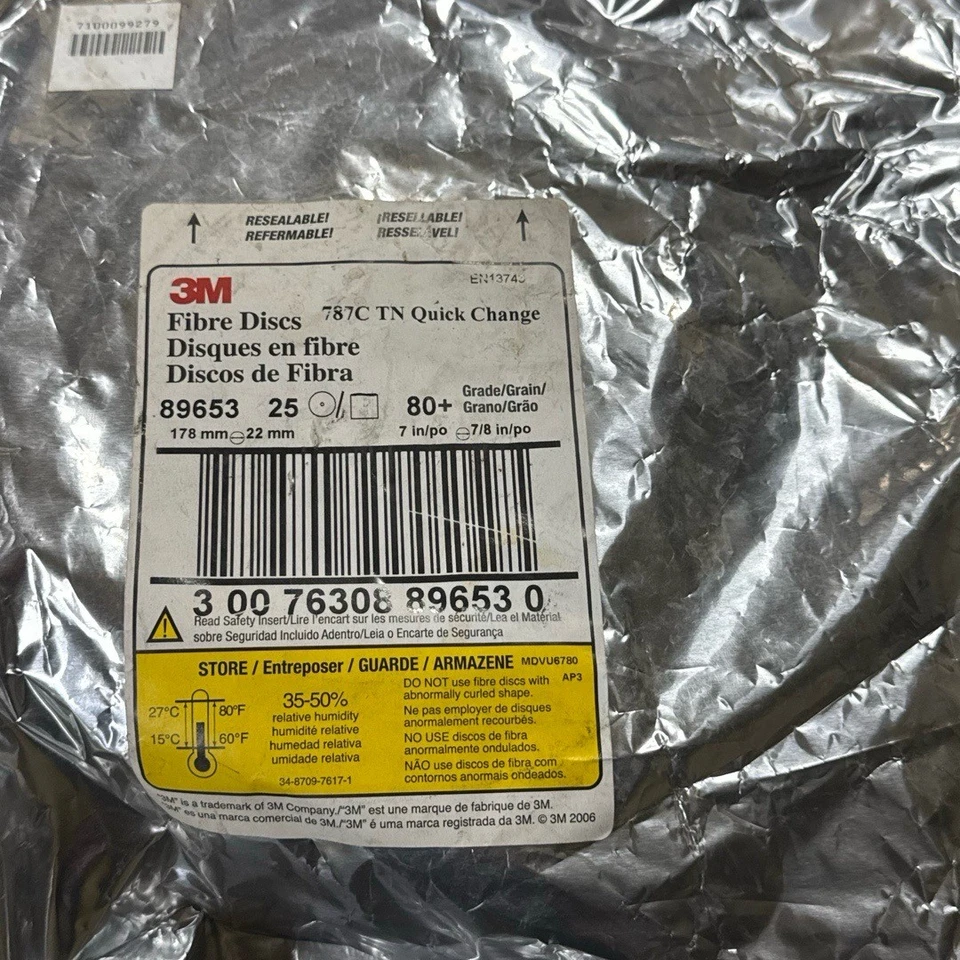 7100099279
RESEALABLE! ¡RESELLABLE!
REFERMABLE!
3M
Fibre Discs 787C TN Quick Change
Disques en fibre
Discos de Fibra
89653 25 / 80+ Grade/Grain/
Grano/Grão
178 mm 22 mm 7 in/po 7/8 in/po
3 00 76308 89653 0
Read Safety Insert/Lire l'encart sur les mesures de sécurité/Lea el Material
sobre Seguridad Incluido Adentro/Leia o Encarte de Segurança
STORE / Entreposer / GUARDE / ARMAZENE MDVU6780
AP3
27°C 80°F
15°C 60°F
35-50%
relative humidity
humidité relative
humedad relativa
umidade relativa
34-8709-7617-1
DO NOT use fibre discs with
abnormally curled shape.
Ne pas employer de disques
anormalement recourbés.
NO USE discos de fibra
anormalmente ondulados.
NÃO use discos de fibra com
contornos anormais ondeados.
"3M" is a trademark of 3M Company./"3M" est une marque de fabrique de 3M.
es una marca comercial de 3M./"3M" é uma marca registrada da 3M. © 3M 2006